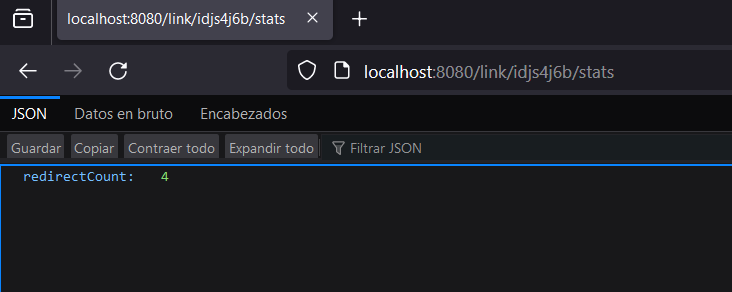 localhost:8080/link/idjs4j6b/stats
localhost:8080/link/idjs4j6b/stats
JSON Datos en bruto Encabezados
Guardar Copiar Contraer todo Expandir todo Filtrar JSON
redirectCount: 4